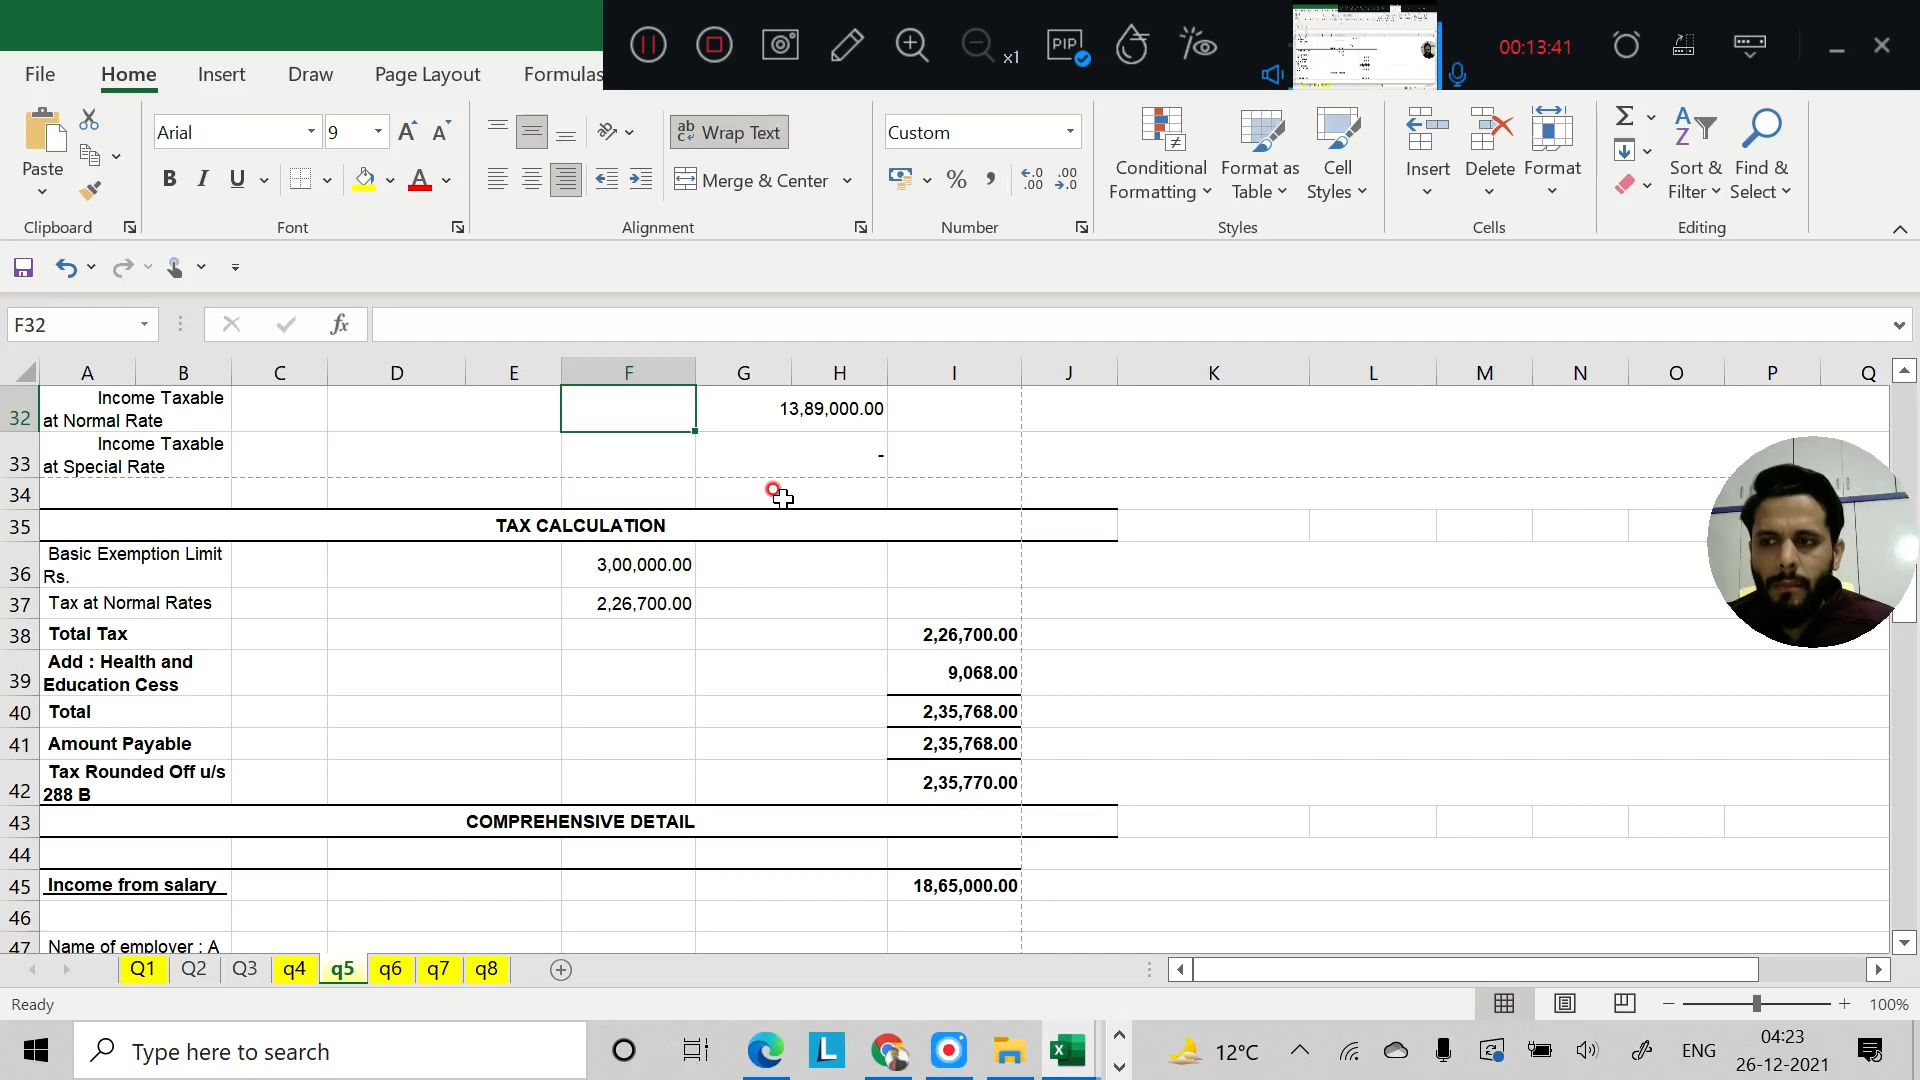 x1
PIP
00:13:41
File
Home
Insert
Draw
Page Layout
Formulas
Paste
Arial
9
Wrap Text
Merge & Center
Custom
Conditional
Formatting
Format as
Table
Cell
Styles
Insert
Delete
Format
Sort &
Filter
Find &
Select
Clipboard
Font
Alignment
Number
Styles
Cells
Editing
F32
fx
A B C D E F G H I J K L M N O P Q
32 Income Taxable
at Normal Rate 13,89,000.00
33 Income Taxable
at Special Rate -
34
35 TAX CALCULATION
36 Basic Exemption Limit
Rs. 3,00,000.00
37 Tax at Normal Rates 2,26,700.00
38 Total Tax 2,26,700.00
39 Add : Health and
Education Cess 9,068.00
40 Total 2,35,768.00
41 Amount Payable 2,35,768.00
42 Tax Rounded Off u/s
288 B 2,35,770.00
43 COMPREHENSIVE DETAIL
44
45 Income from salary 18,65,000.00
46
47 Name of employer : A
Q1 Q2 Q3 q4 q5 q6 q7 q8
Ready
100%
Type here to search
12°C
ENG
04:23
26-12-2021